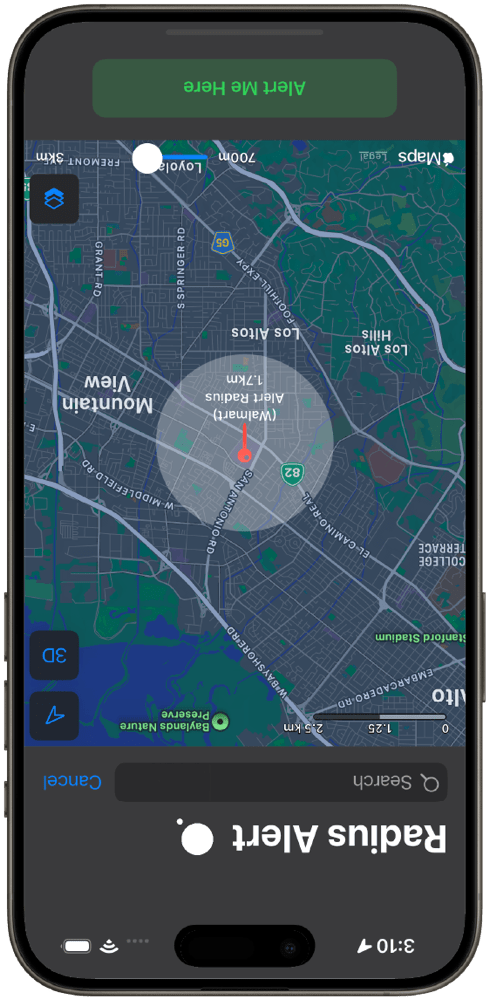 3:10
Radius Alert
Search
Cancel
0
1.25
2.5 km
Baylands Nature
Preserve
Alto
EMBARCADERO RD
Stanford Stadium
W BAYSHORE RD
3D
COLLEGE
TERRACE
EL CAMINO REAL
82
SAN ANTONIO RD
W MIDDLEFIELD RD
E
(Walmart)
Alert Radius
1.7km
Mountain
View
Los Altos
Hills
Los Altos
FOOTHILL EXPY
S SPRINGER RD
GRANT RD
G5
Maps
Legal
700m
Loyola
3km
FREMONT AVE
Alert Me Here